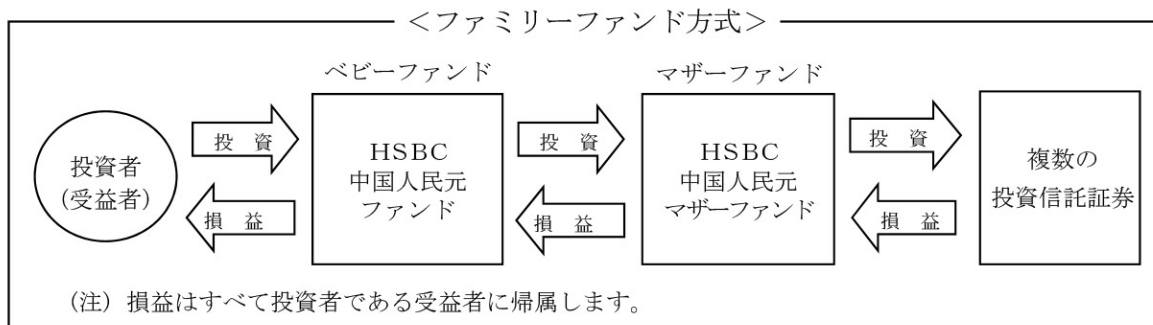 ＜ファミリーファンド方式＞
ベビーファンド
マザーファンド
投資者
(受益者)
投　資
損　益
HSBC
中国人民元
ファンド
投　資
損　益
HSBC
中国人民元
マザーファンド
投　資
損　益
複数の
投資信託証券
(注) 損益はすべて投資者である受益者に帰属します。